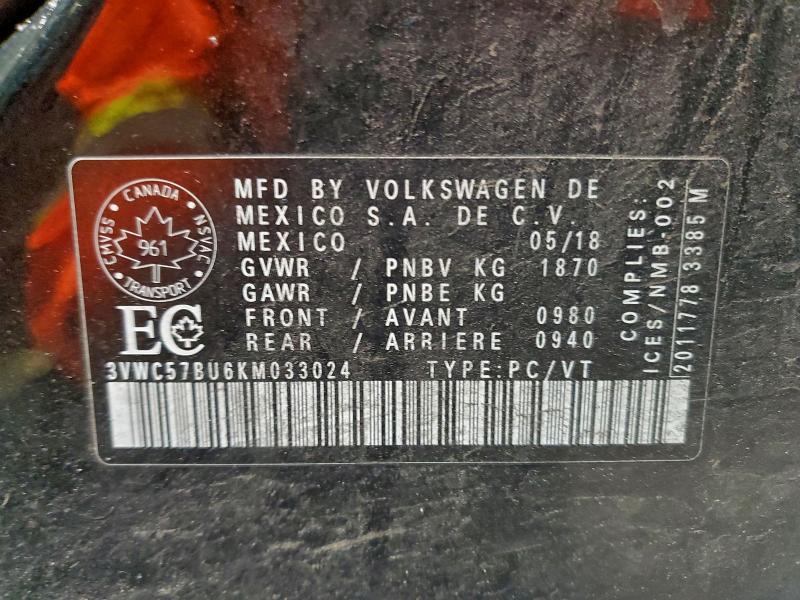 CANADA
CMVSS
NSVAC
961
TRANSPORT
MFD BY VOLKSWAGEN DE
MEXICO S.A. DE C.V.
MEXICO 05/18
GVWR / PNBV KG 1870
GAWR / PNBE KG
FRONT / AVANT 0980
REAR / ARRIERE 0940
EC
3VWC57BU6KM033024 TYPE:PC/VT
COMPLIES:
ICES/NMB-002
2011778 3385 M